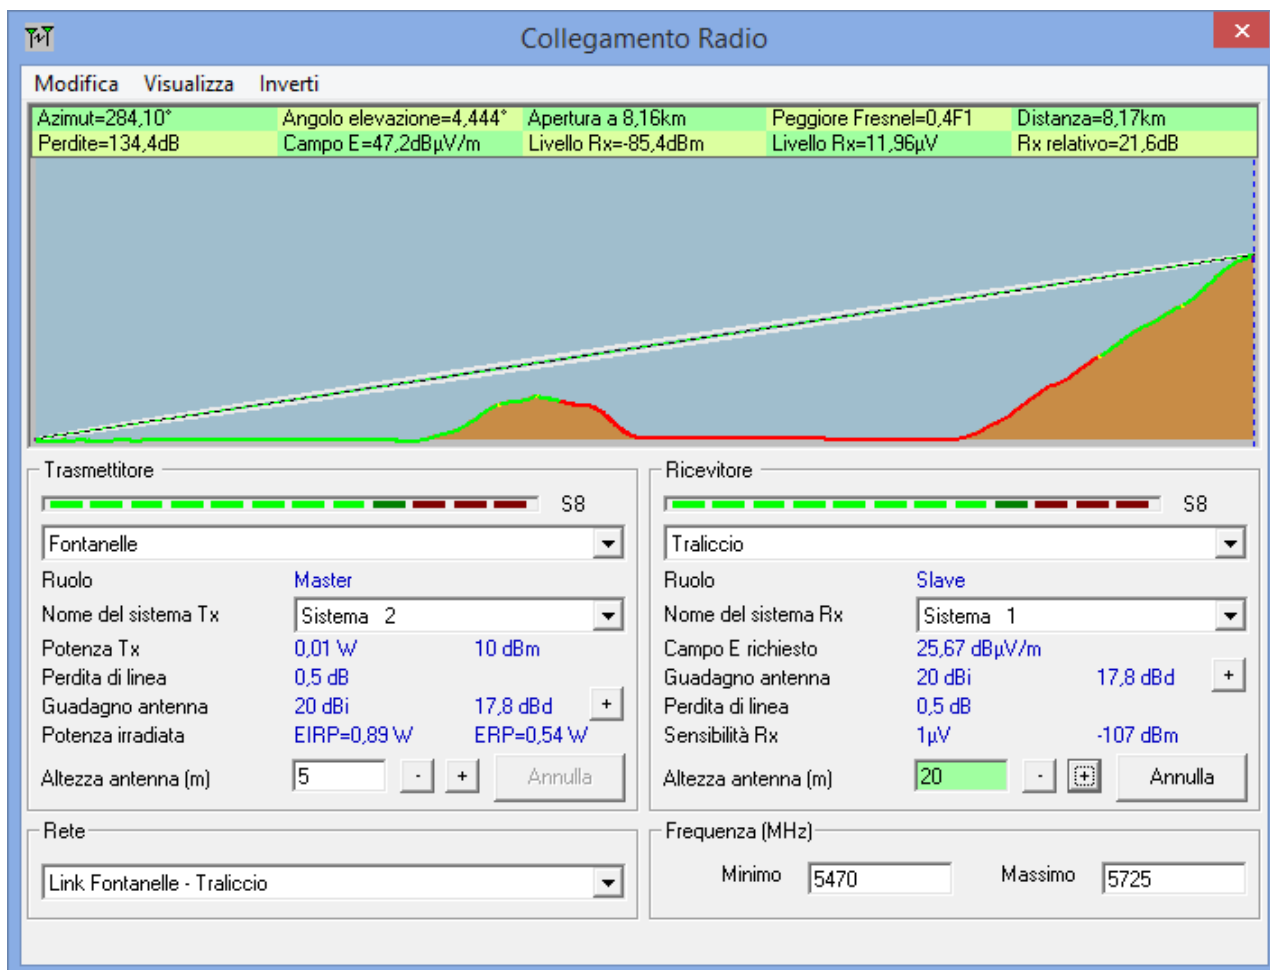 Collegamento Radio
Modifica Visualizza Inverti
Azimut=284,10° Angolo elevazione=4,444° Apertura a 8,16km Peggiore Fresnel=0,4F1 Distanza=8,17km
Perdite=134,4dB Campo E=47,2dBµV/m Livello Rx=-85,4dBm Livello Rx=11,96µV Rx relativo=21,6dB
Trasmettitore
S8
Fontanelle
Ruolo Master
Nome del sistema Tx Sistema 2
Potenza Tx 0,01 W 10 dBm
Perdita di linea 0,5 dB
Guadagno antenna 20 dBi 17,8 dBd +
Potenza irradiata EIRP=0,89 W ERP=0,54 W
Altezza antenna (m) 5 - + Annulla
Rete
Link Fontanelle - Traliccio
Ricevitore
S8
Traliccio
Ruolo Slave
Nome del sistema Rx Sistema 1
Campo E richiesto 25,67 dBµV/m
Guadagno antenna 20 dBi 17,8 dBd +
Perdita di linea 0,5 dB
Sensibilità Rx 1µV -107 dBm
Altezza antenna (m) 20 - + Annulla
Frequenza (MHz)
Minimo 5470 Massimo 5725